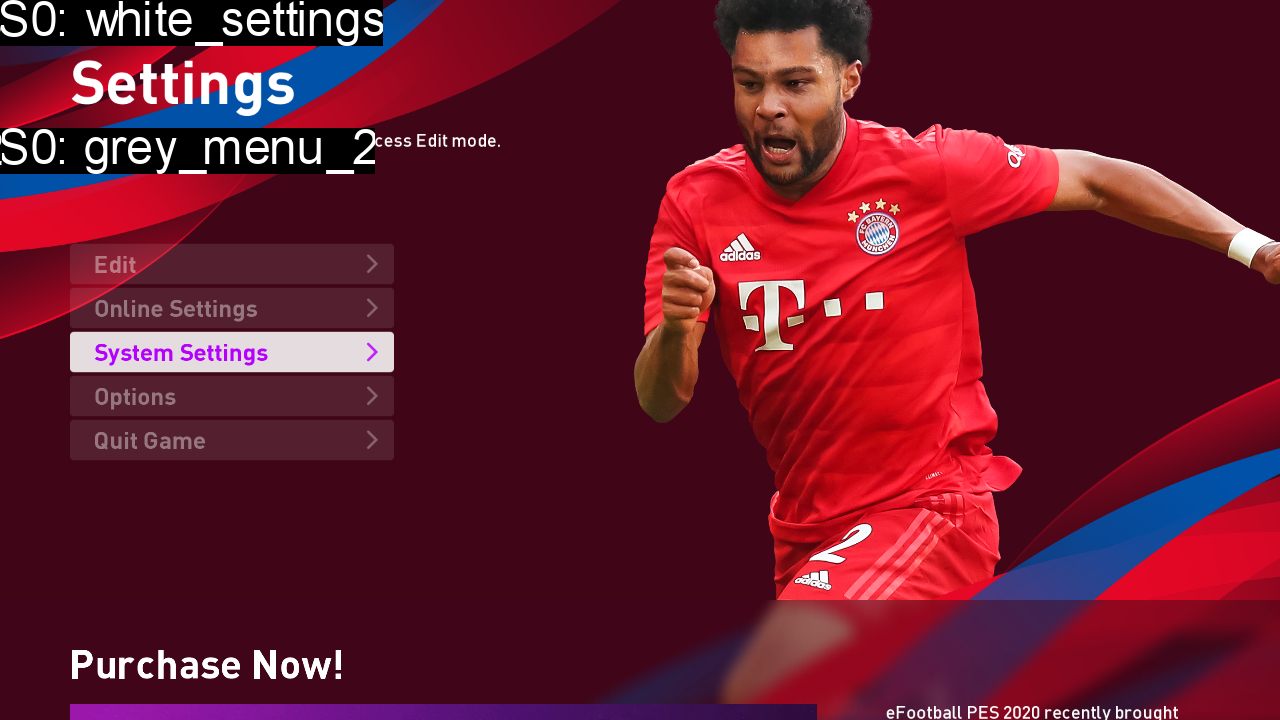 S0: white_settings
Settings
S0: grey_menu_2
cess Edit mode.
Edit
Online Settings
System Settings
Options
Quit Game
adidas
FC BAYERN
MÜNCHEN
T
2
adidas
Purchase Now!
eFootball PES 2020 recently brought